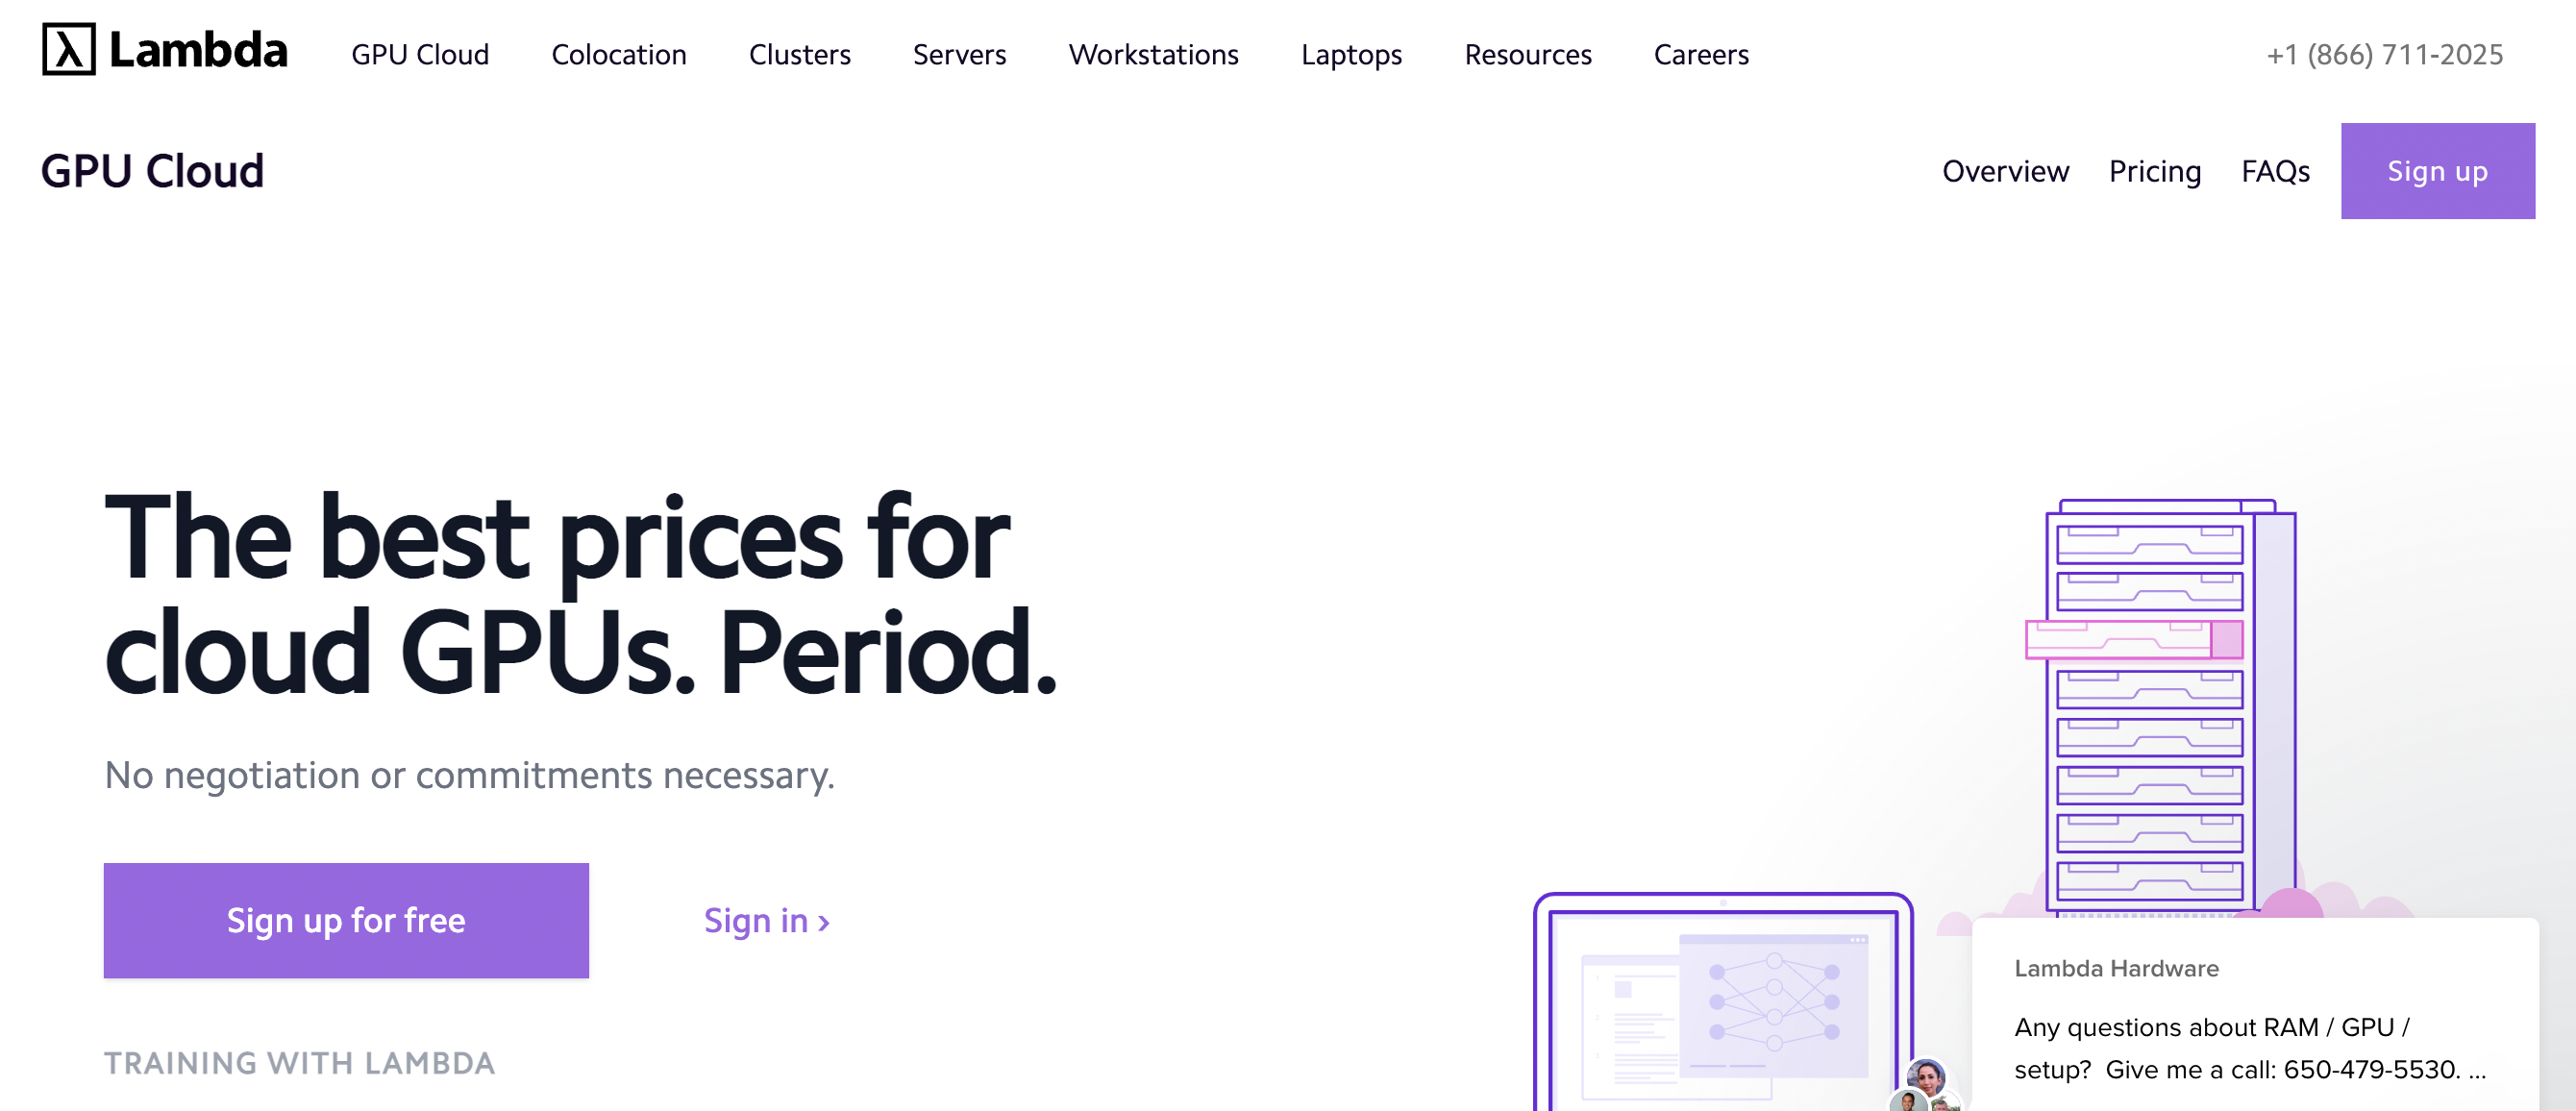 λ Lambda
GPU Cloud Colocation Clusters Servers Workstations Laptops Resources Careers +1 (866) 711-2025
GPU Cloud
Overview Pricing FAQs Sign up
The best prices for
cloud GPUs. Period.
No negotiation or commitments necessary.
Sign up for free Sign in ›
TRAINING WITH LAMBDA
Lambda Hardware
Any questions about RAM / GPU /
setup?  Give me a call: 650-479-5530. ...